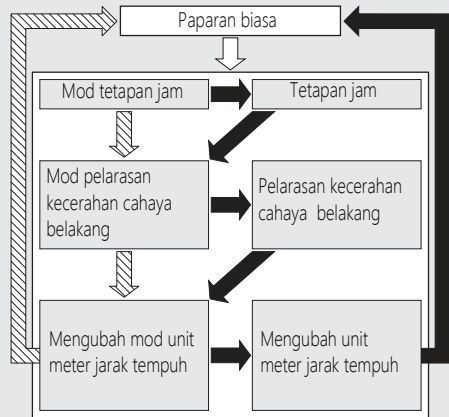 Paparan biasa
Mod tetapan jam
Tetapan jam
Mod pelarasan
kecerahan cahaya
belakang
Pelarasan kecerahan
cahaya belakang
Mengubah mod unit
meter jarak tempuh
Mengubah unit
meter jarak tempuh